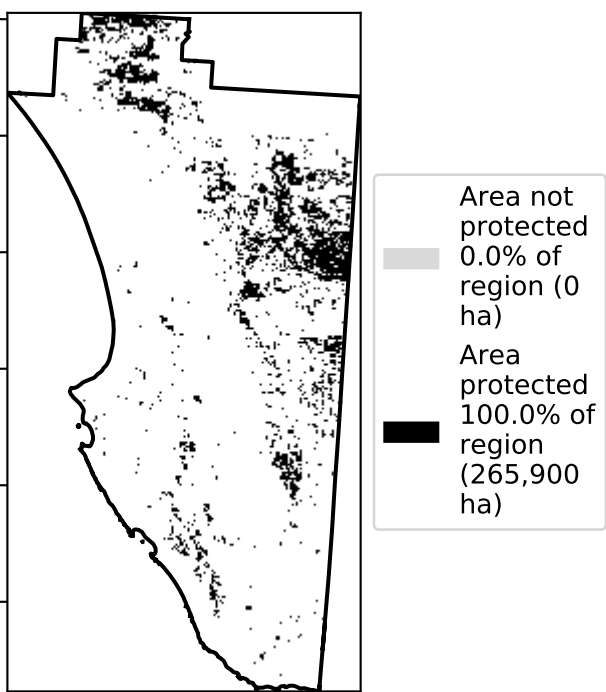 Area not
protected
0.0% of
region (0
ha)
Area
protected
100.0% of
region
(265,900
ha)